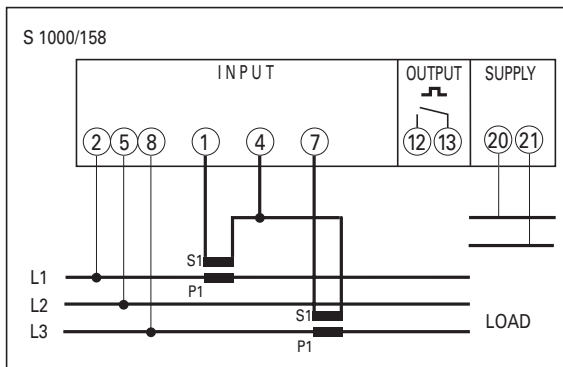 S 1000/158
INPUT OUTPUT SUPPLY
2 5 8 1 4 7 12 13 20 21
S1
L1
P1
L2
S1
LOAD
L3
P1